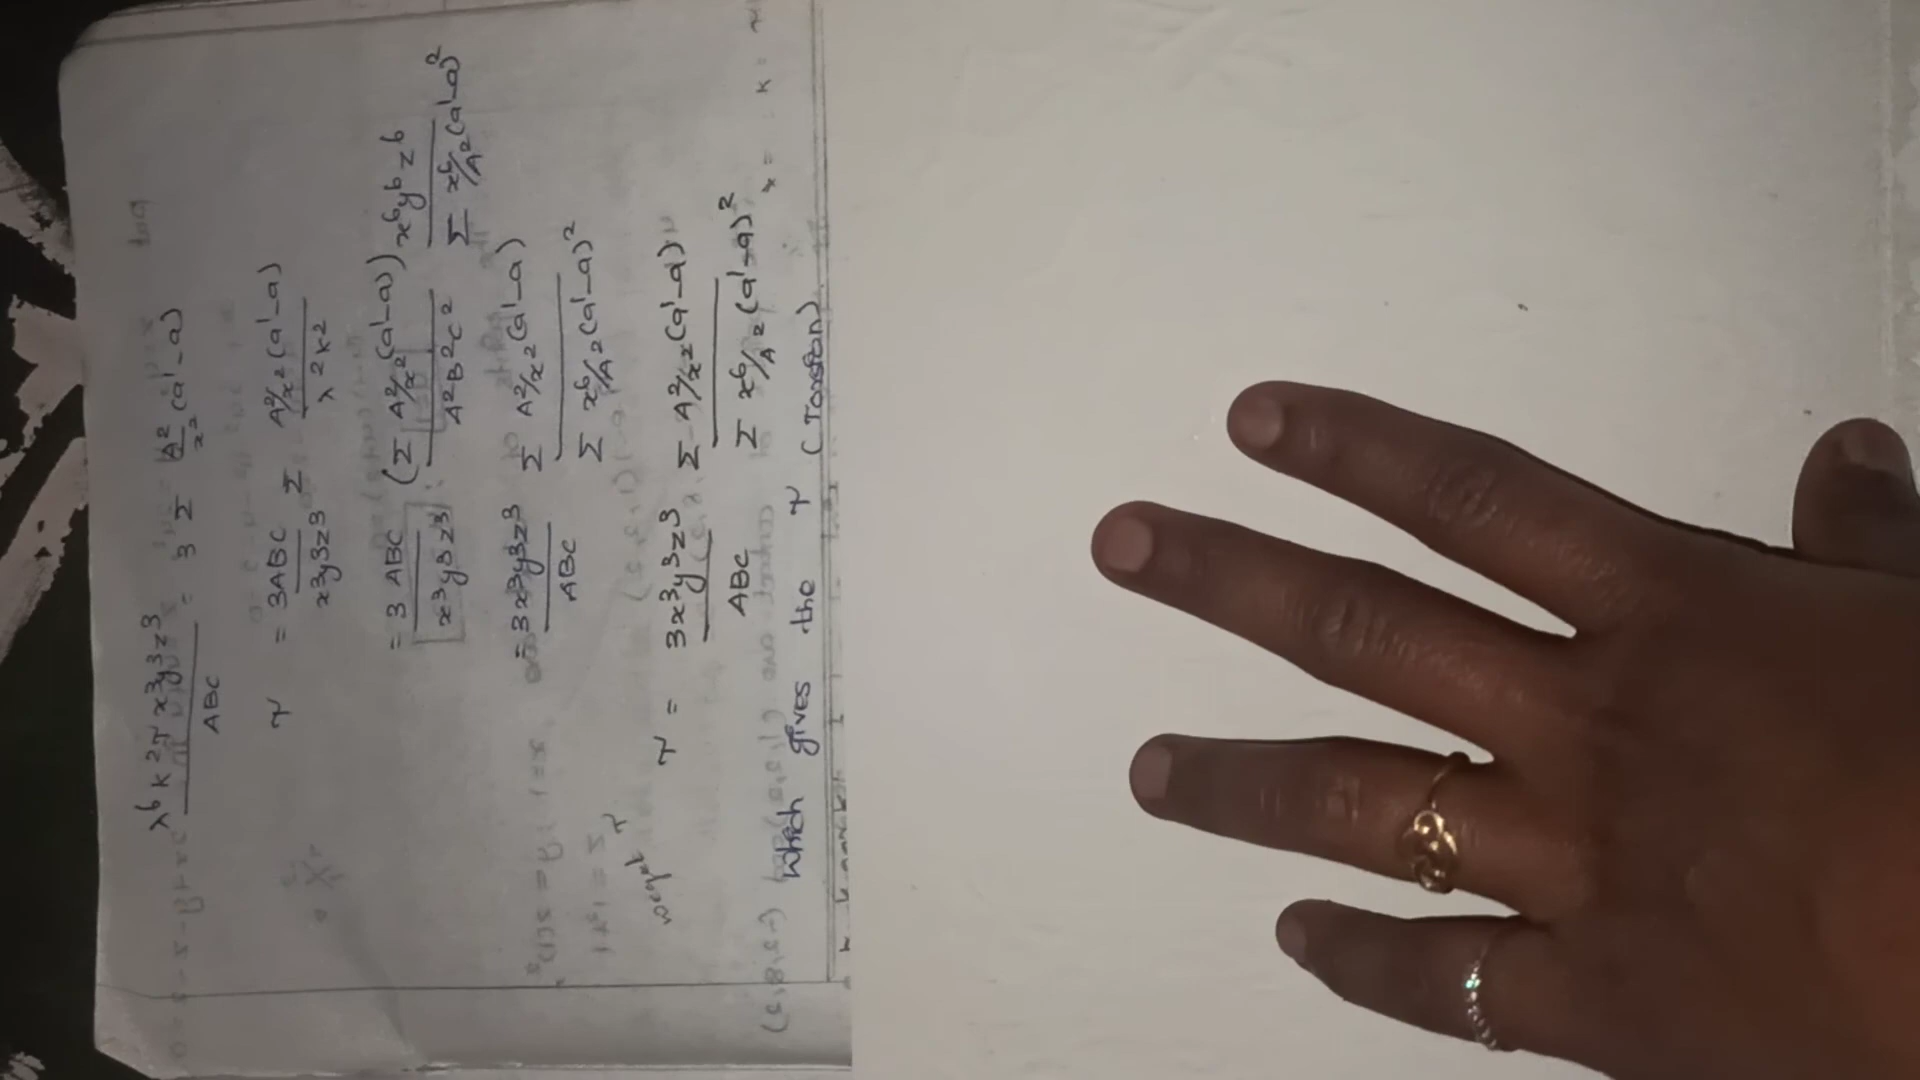 λ⁶k²τ x³y³z³ / ABC = 3 Σ A²/x² (a'-a)
τ = 3ABC / x³y³z³ Σ A²/x² (a'-a) / λ²k²
= 3 ABC / x³y³z³ (Σ A²/x² (a'-a)) / A²B²C² x⁶y⁶z⁶ / Σ x⁶/A² (a'-a)²
= 3x³y³z³ / ABC Σ A²/x² (a'-a) / Σ x⁶/A² (a'-a)²
τ = 3x³y³z³ / ABC Σ A²/x² (a'-a) / Σ x⁶/A² (a'-a)²
which gives the τ (Torsion)